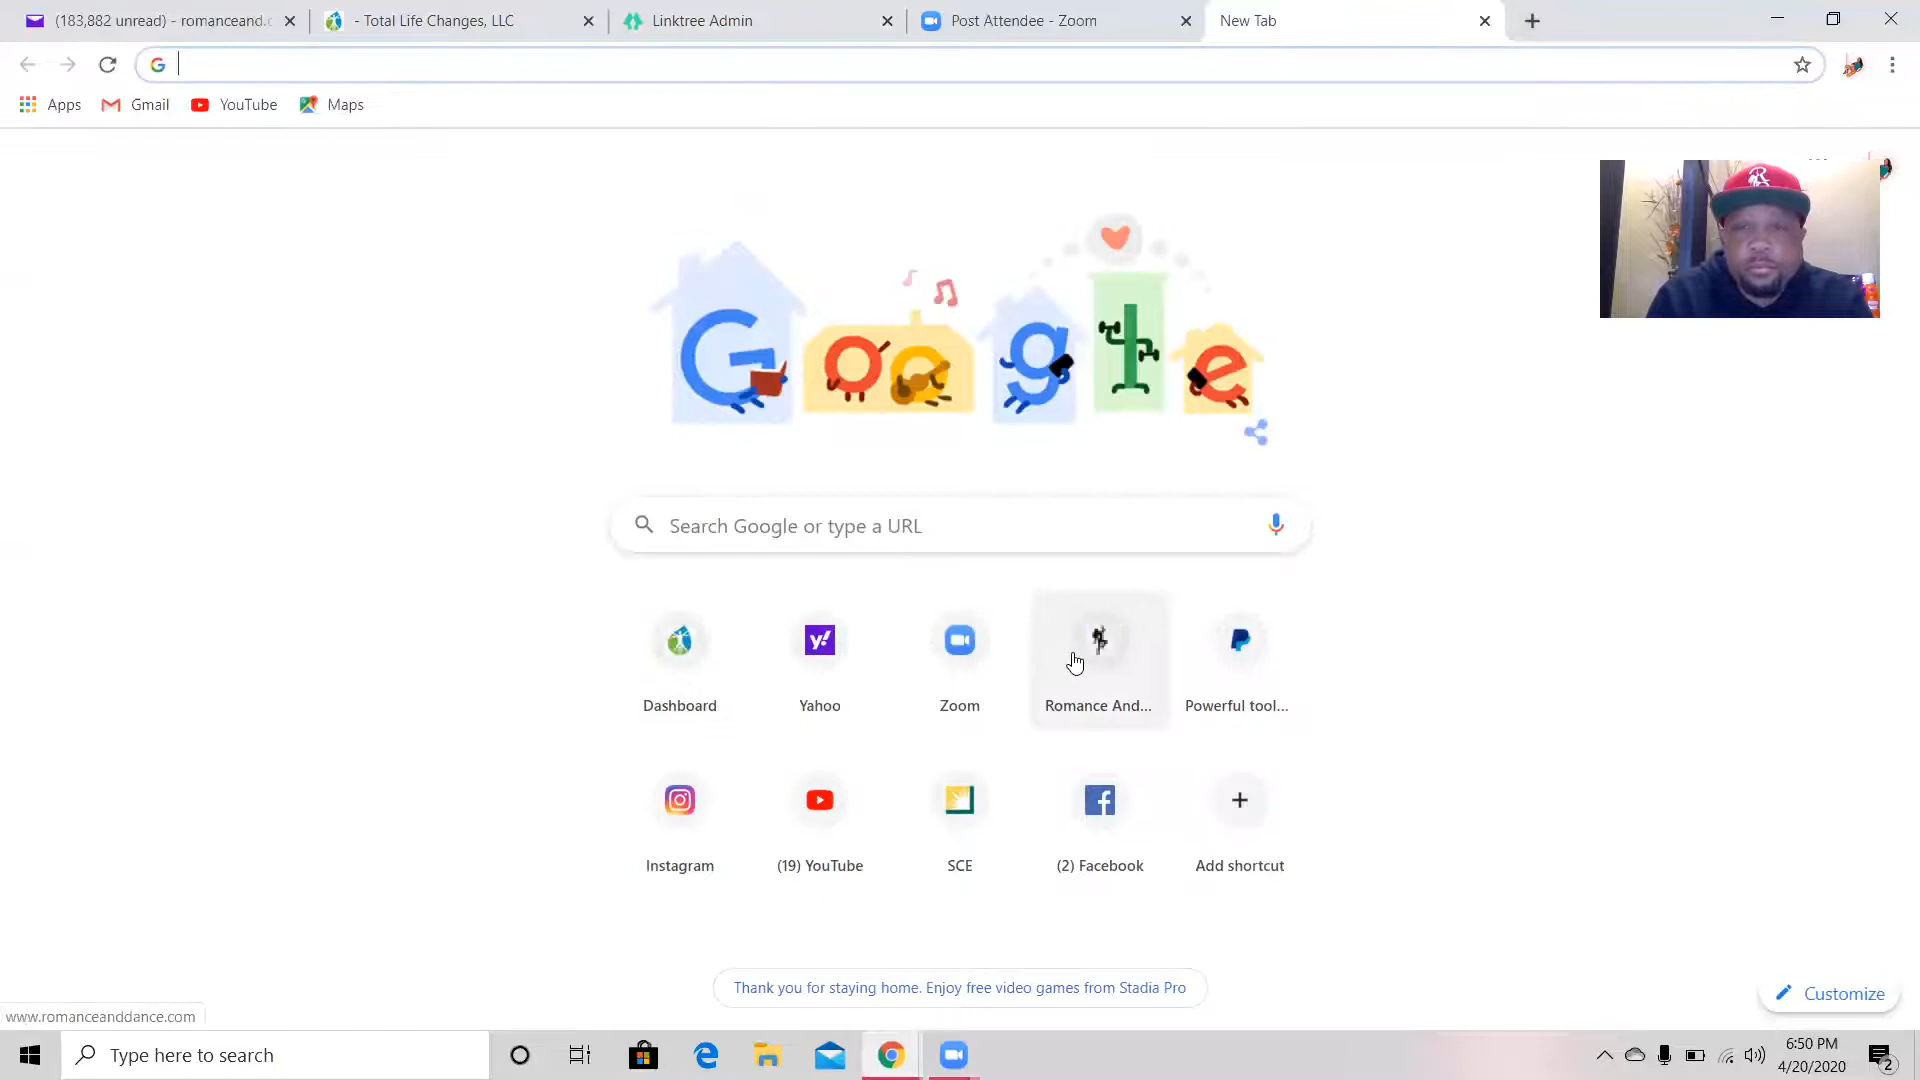 (183,882 unread) - romanceand.c
- Total Life Changes, LLC
Linktree Admin
Post Attendee - Zoom
New Tab
Apps
Gmail
YouTube
Maps
Google
Search Google or type a URL
Dashboard
Yahoo
Zoom
Romance And...
Powerful tool...
Instagram
(19) YouTube
SCE
(2) Facebook
Add shortcut
Thank you for staying home. Enjoy free video games from Stadia Pro
Customize
www.romanceanddance.com
Type here to search
6:50 PM
4/20/2020
2